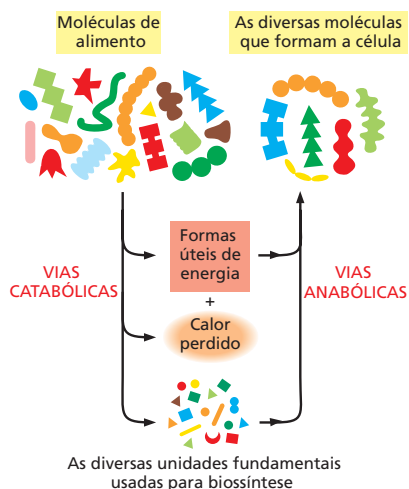 Moléculas de
alimento
As diversas moléculas
que formam a célula
VIAS
CATABÓLICAS
Formas
úteis de
energia
+
Calor
perdido
VIAS
ANABÓLICAS
As diversas unidades fundamentais
usadas para biossíntese